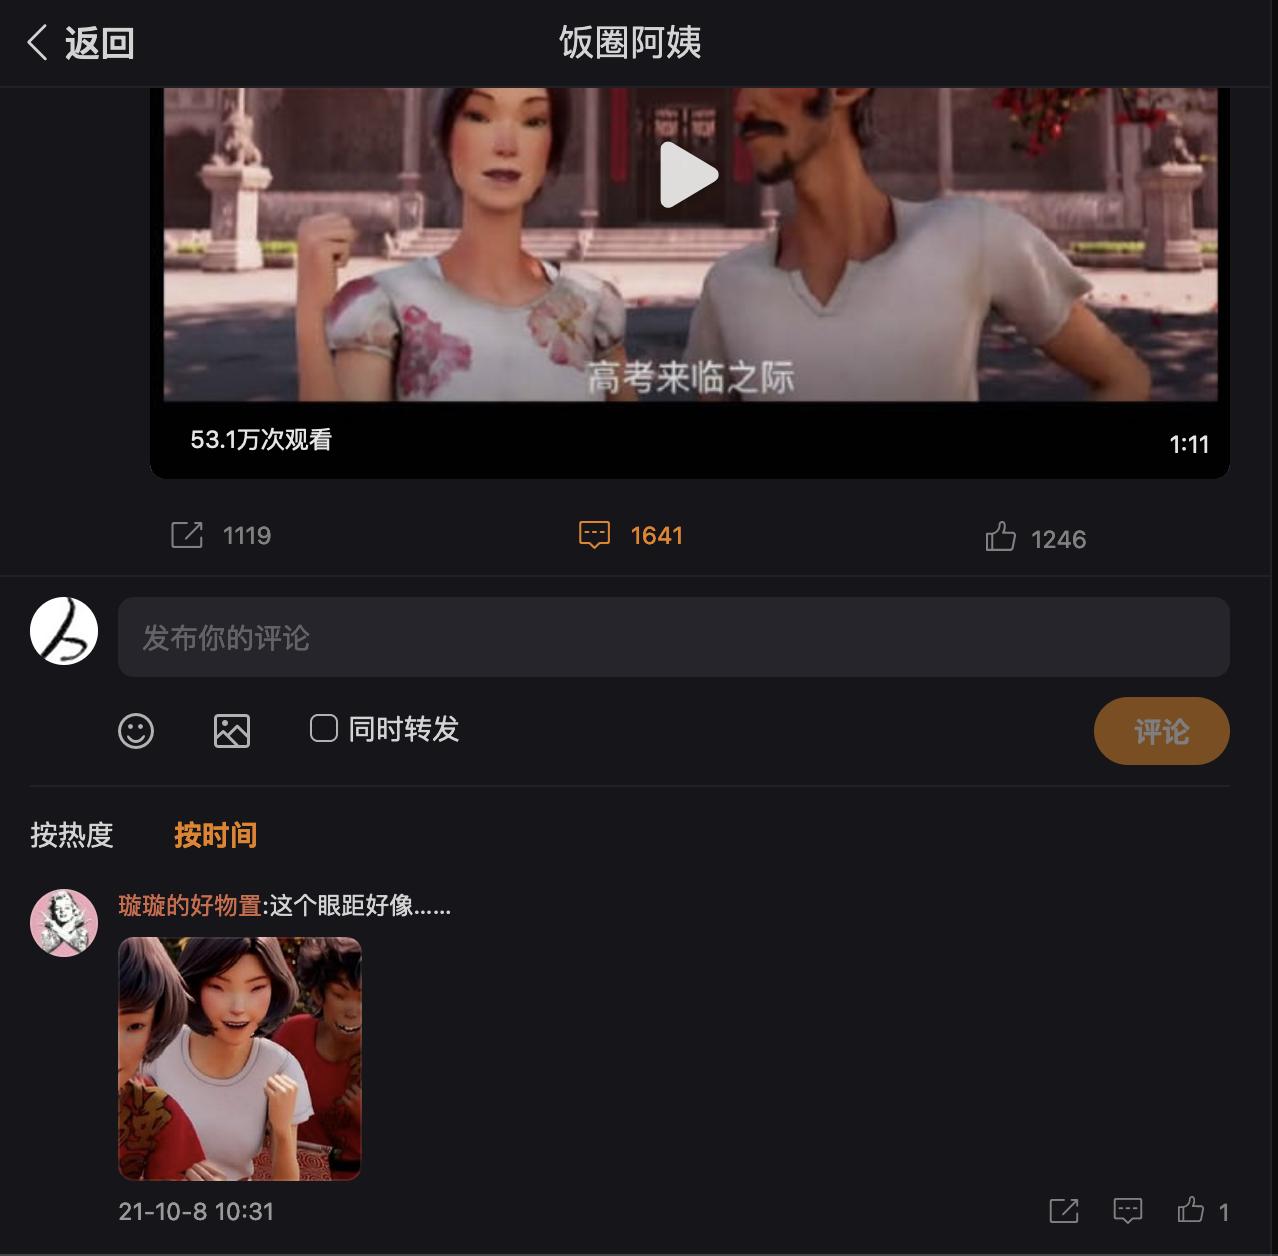 返回
饭圈阿姨
高考来临之际
53.1万次观看
1:11
1119
1641
1246
发布你的评论
同时转发
评论
按热度
按时间
璇璇的好物置:这个眼距好像......
21-10-8 10:31
1